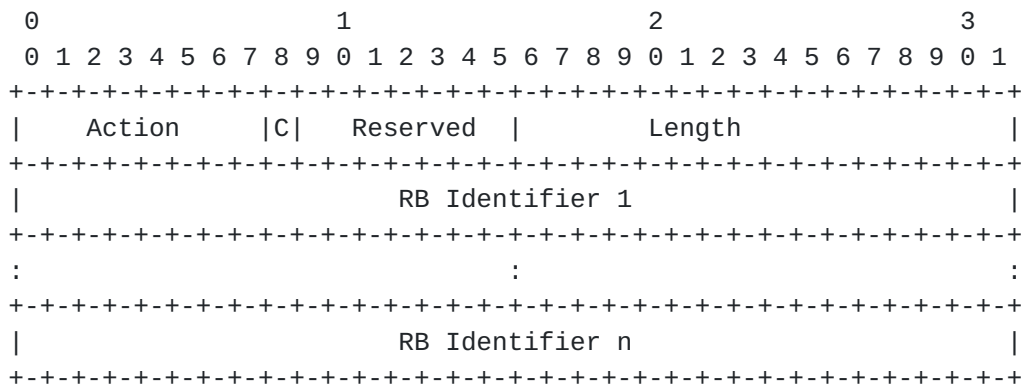 0                   1                   2                   3
 0 1 2 3 4 5 6 7 8 9 0 1 2 3 4 5 6 7 8 9 0 1 2 3 4 5 6 7 8 9 0 1
+-+-+-+-+-+-+-+-+-+-+-+-+-+-+-+-+-+-+-+-+-+-+-+-+-+-+-+-+-+-+-+-+
|    Action     |C|   Reserved  |        Length                 |
+-+-+-+-+-+-+-+-+-+-+-+-+-+-+-+-+-+-+-+-+-+-+-+-+-+-+-+-+-+-+-+-+
|                        RB Identifier 1                        |
+-+-+-+-+-+-+-+-+-+-+-+-+-+-+-+-+-+-+-+-+-+-+-+-+-+-+-+-+-+-+-+-+
:                               :                               :
+-+-+-+-+-+-+-+-+-+-+-+-+-+-+-+-+-+-+-+-+-+-+-+-+-+-+-+-+-+-+-+-+
|                        RB Identifier n                        |
+-+-+-+-+-+-+-+-+-+-+-+-+-+-+-+-+-+-+-+-+-+-+-+-+-+-+-+-+-+-+-+-+